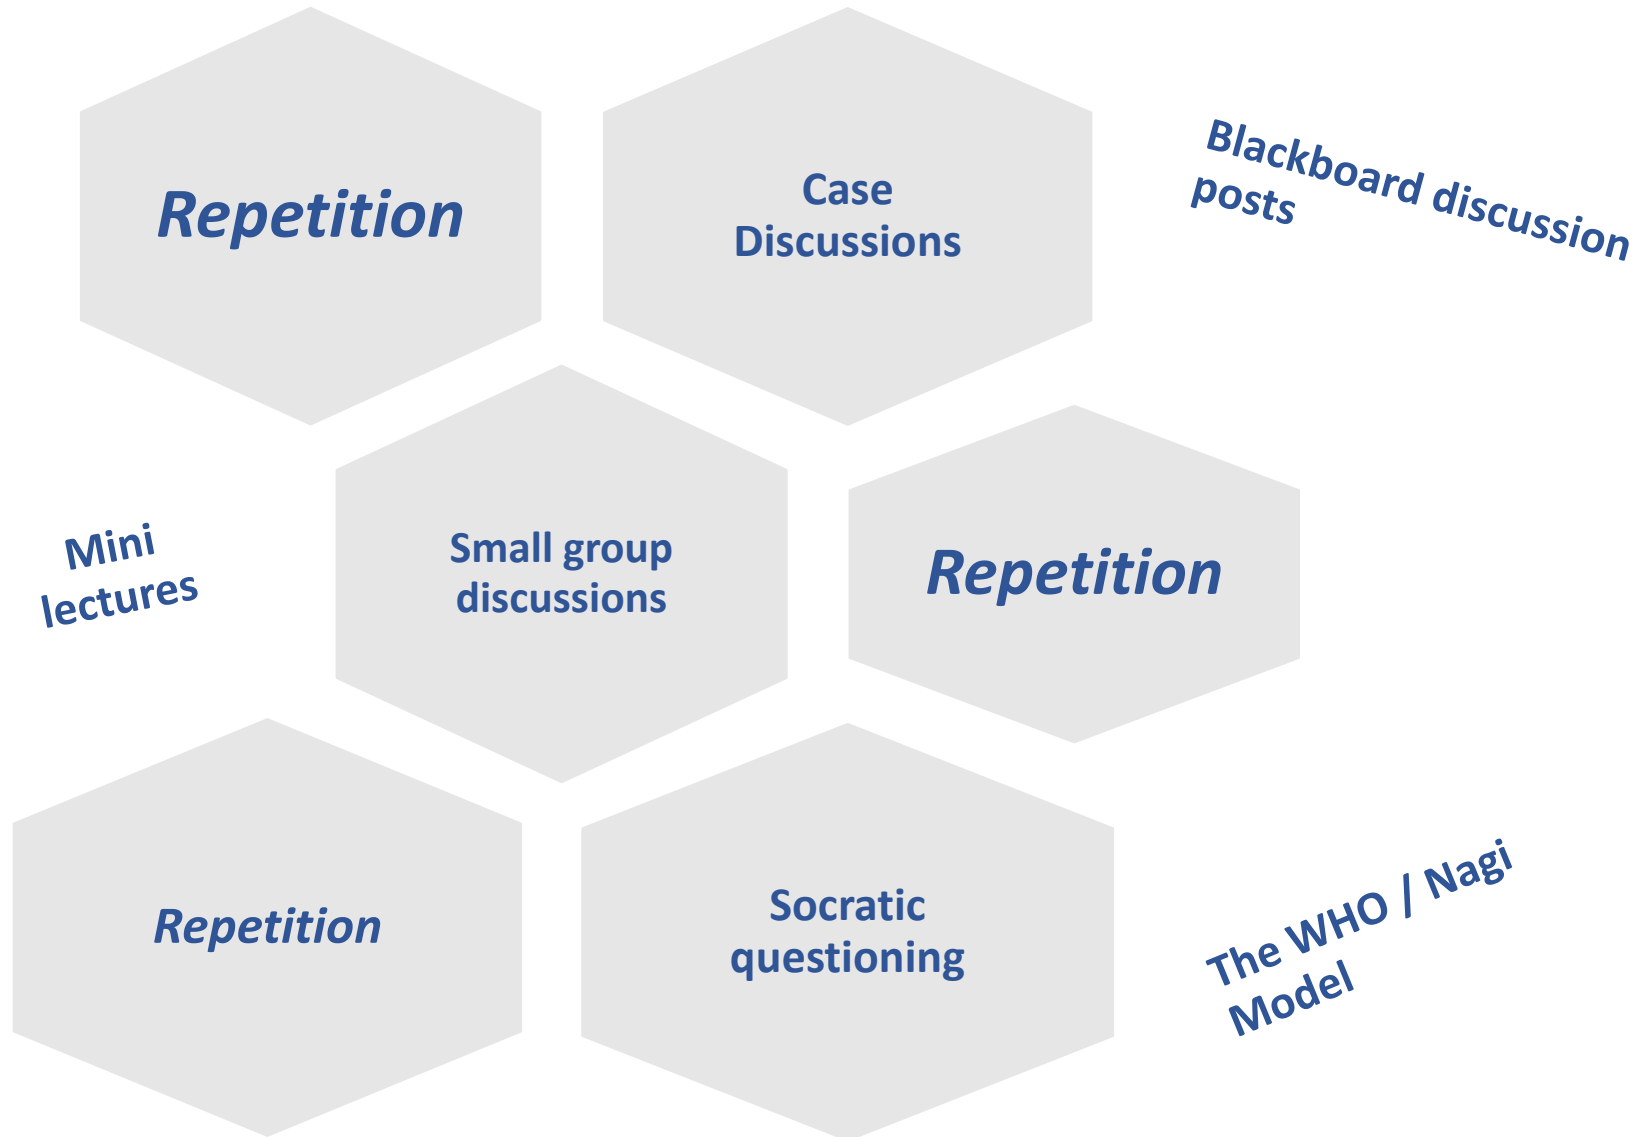 Repetition
Case
Discussions
Blackboard discussion
posts
Mini
lectures
Small group
discussions
Repetition
Repetition
Socratic
questioning
The WHO / Nagi
Model